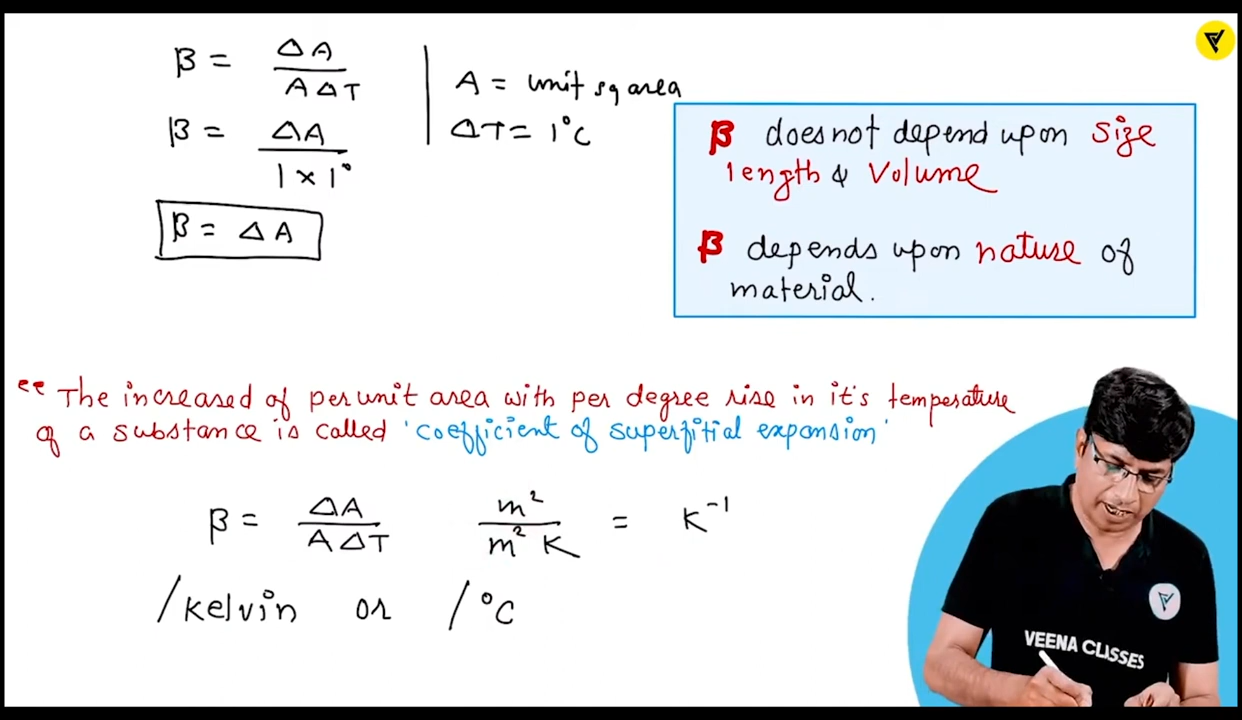 β = ΔA / AΔT
A = unit sq area
β = ΔA / 1 × 1°
ΔT = 1°C
β = ΔA
β does not depend upon size
length & Volume
β depends upon nature of
material.
“ The increased of per unit area with per degree rise in it's temperature
of a substance is called 'coefficient of superfitial expansion'
β = ΔA / AΔT m² / m² K = K⁻¹
/kelvin or /°C
VEENA CLASSES